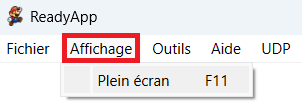 ReadyApp
Fichier Affichage Outils Aide UDP
Plein écran F11